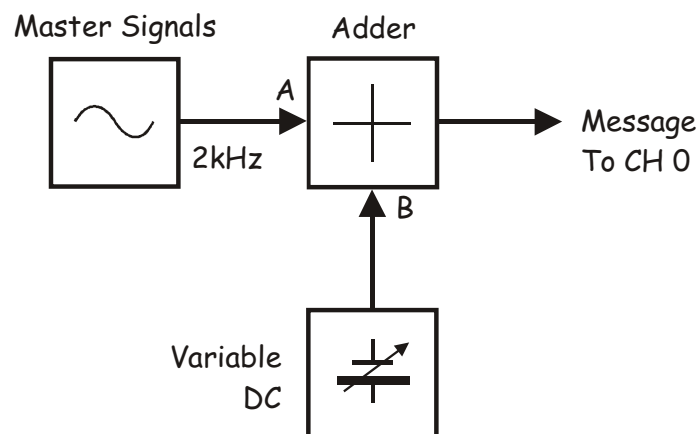 Master Signals
Adder
A
2kHz
Message
To CH 0
B
Variable
DC